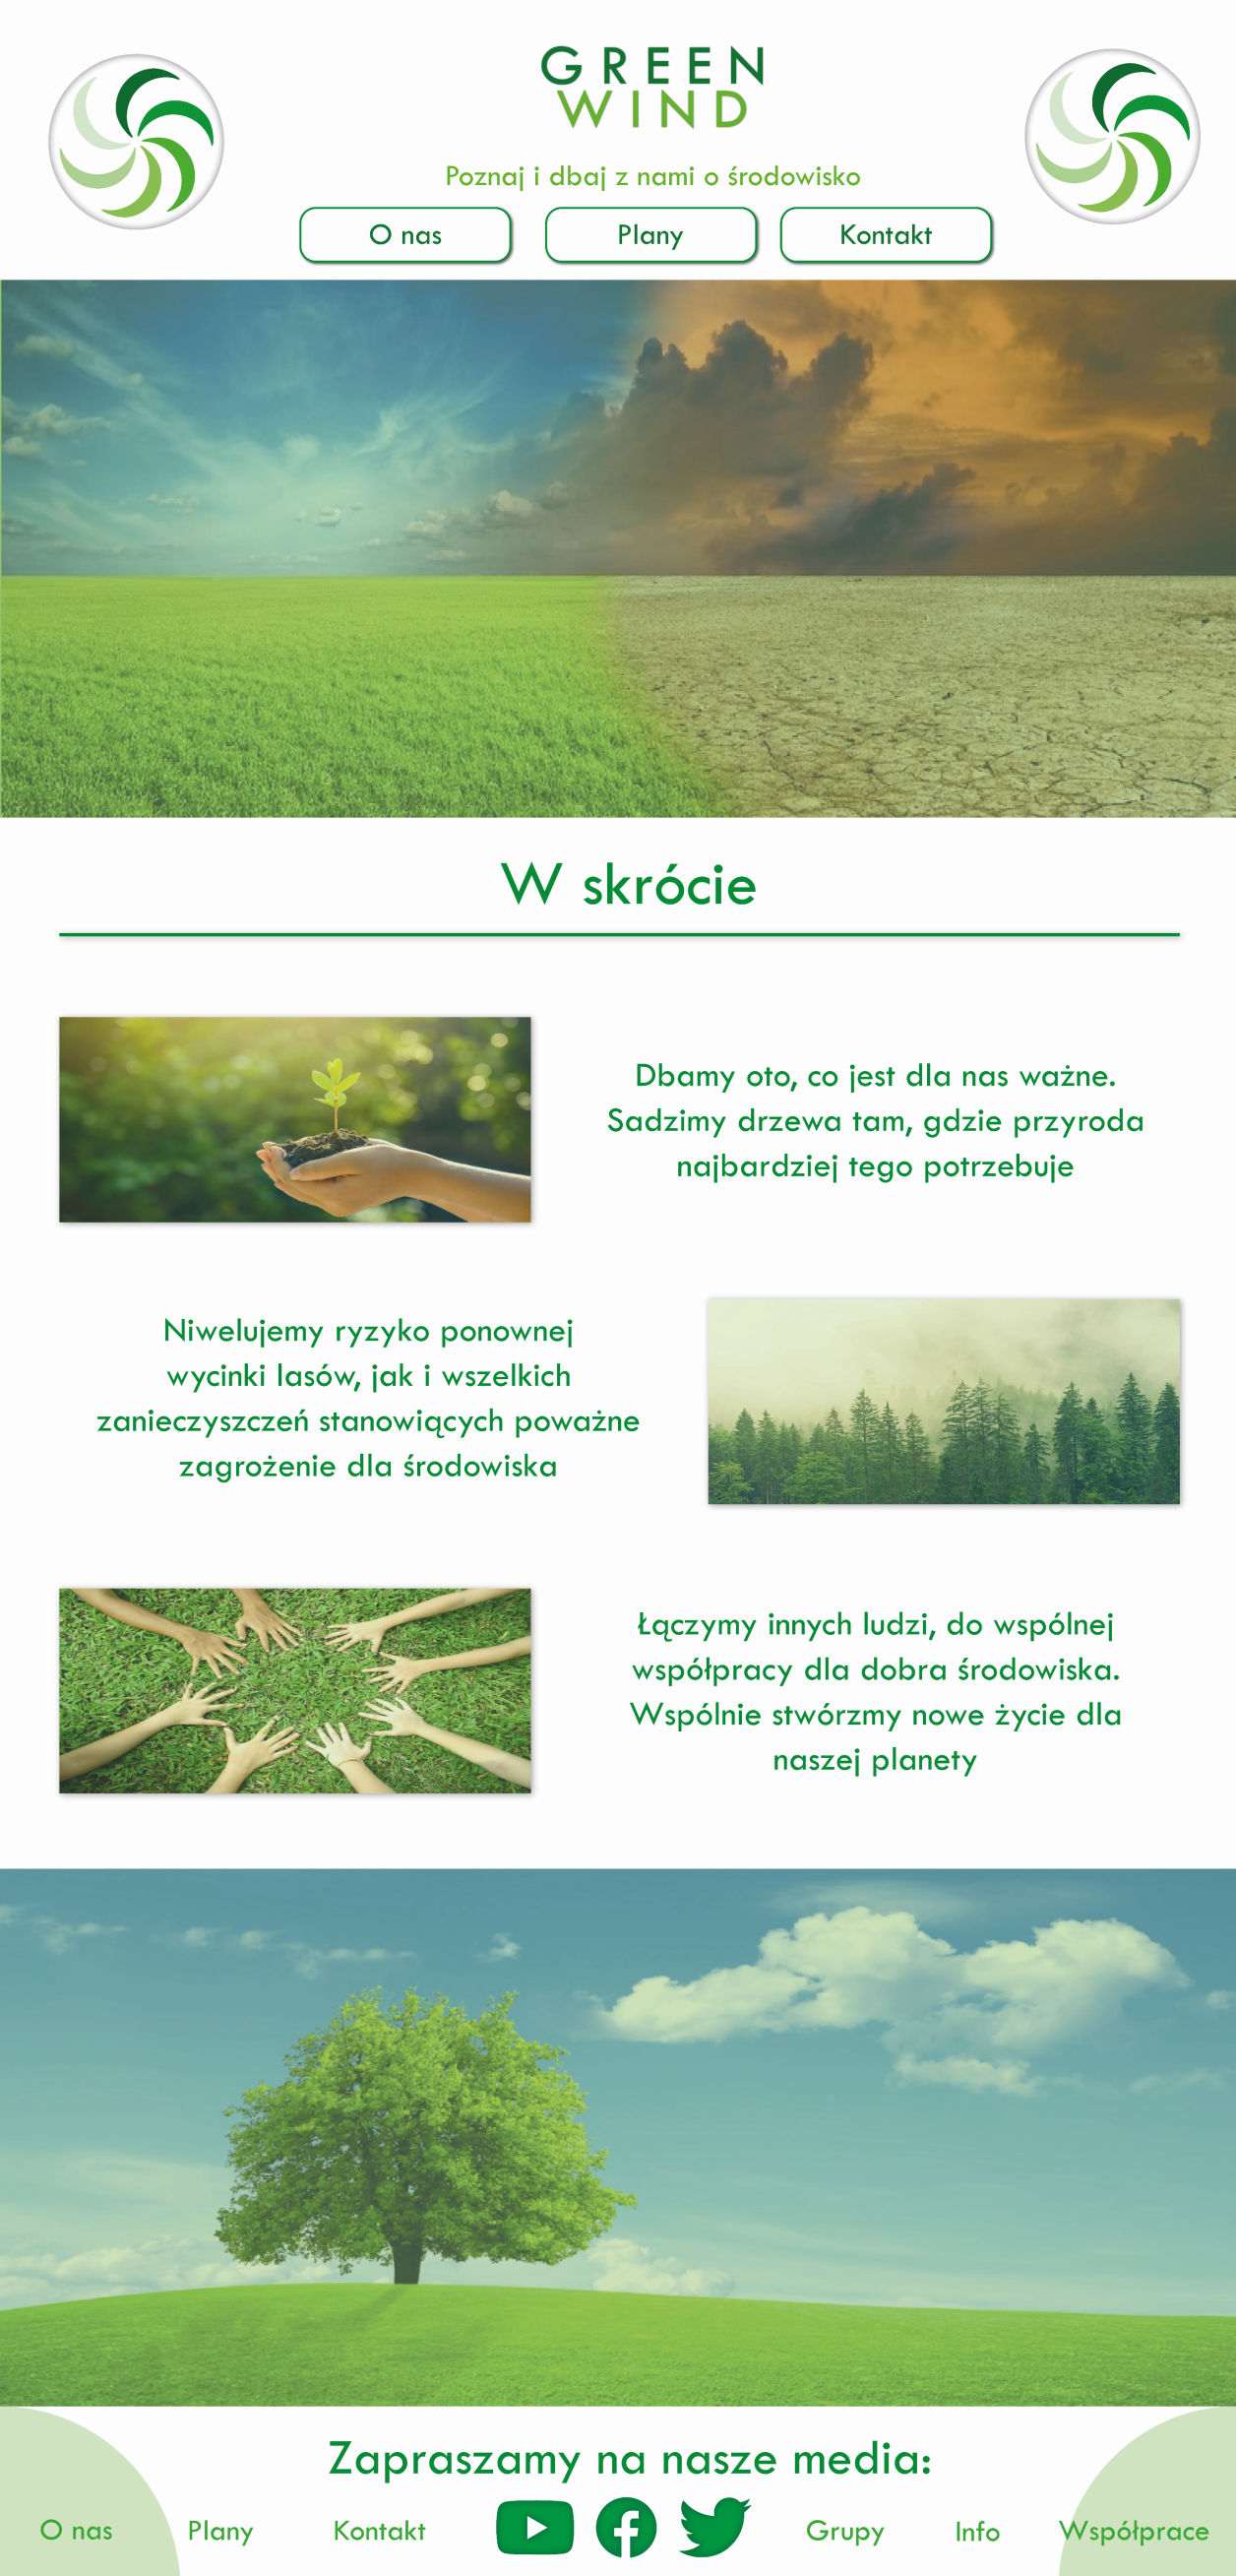 GREEN
WIND
Poznaj i dbaj z nami o środowisko
O nas
Plany
Kontakt
W skrócie
Dbamy oto, co jest dla nas ważne.
Sadzimy drzewa tam, gdzie przyroda
najbardziej tego potrzebuje
Niwelujemy ryzyko ponownej
wycinki lasów, jak i wszelkich
zanieczyszczeń stanowiących poważne
zagrożenie dla środowiska
Łączymy innych ludzi, do wspólnej
współpracy dla dobra środowiska.
Wspólnie stwórzmy nowe życie dla
naszej planety
Zapraszamy na nasze media:
O nas
Plany
Kontakt
Grupy
Info
Współprace